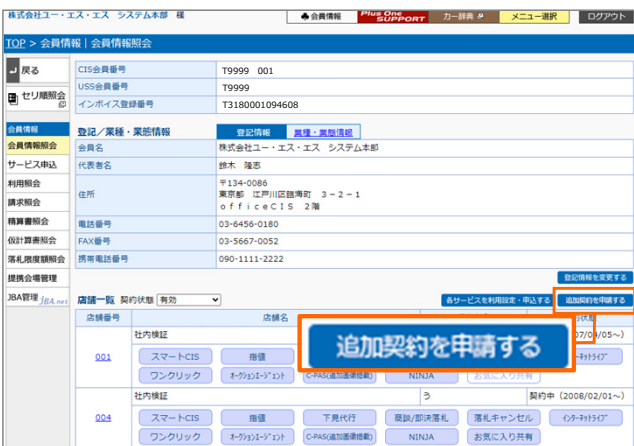 株式会社ユー・エス・エス システム本部 様
♣会員情報 Plus One SUPPORT カー辞典 メニュー選択 ログアウト
TOP > 会員情報 | 会員情報照会
戻る
セリ順照会
会員情報
会員情報照会
サービス申込
利用照会
請求照会
精算書照会
仮計算書照会
落札限度額照会
提携会場管理
JBA管理 JBA.net
CIS会員番号 T9999 001
USS会員番号 T9999
インボイス登録番号 T3180001094608
登記/業種・業態情報 登記情報 業種・業態情報
会員名 株式会社ユー・エス・エス システム本部
代表者名 鈴木 隆志
住所 〒134-0086
東京都 江戸川区臨海町 3-2-1
officeCIS 2階
電話番号 03-6456-0180
FAX番号 03-5667-0052
携帯電話番号 090-1111-2222
登記情報を変更する
店舗一覧 契約状態 有効 各サービスを利用設定・申込する 追加契約を申請する
店舗番号 店舗名
社内検証 07/04/05~)
001 スマートCIS 指値
ワンクリック オークションエージェント C-PAS(追加画像掲載) NINJA お気に入り共有
追加契約を申請する
社内検証 う 契約中 (2008/02/01~)
004 スマートCIS 指値 下見代行 商談/即決落札 落札キャンセル インターネットライブ
ワンクリック オークションエージェント C-PAS(追加画像掲載) NINJA お気に入り共有